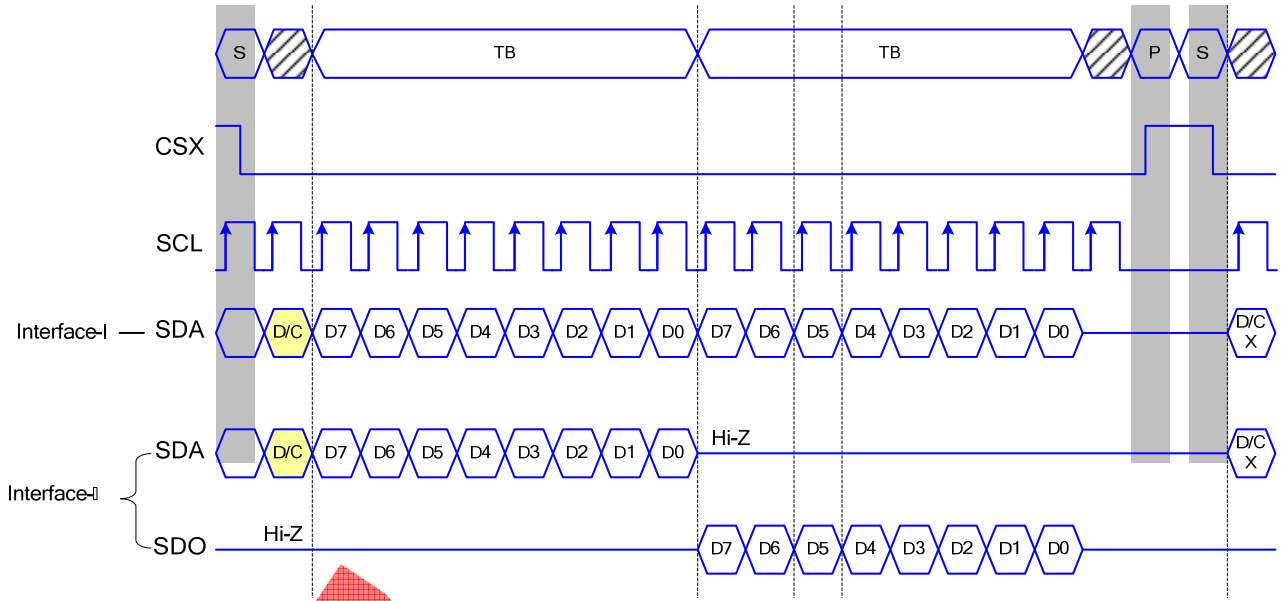 S TB TB P S
CSX
SCL
Interface-I SDA D/C D7 D6 D5 D4 D3 D2 D1 D0 D7 D6 D5 D4 D3 D2 D1 D0 D/C
X
SDA D/C D7 D6 D5 D4 D3 D2 D1 D0 Hi-Z D/C
X
Interface-▯
SDO Hi-Z D7 D6 D5 D4 D3 D2 D1 D0